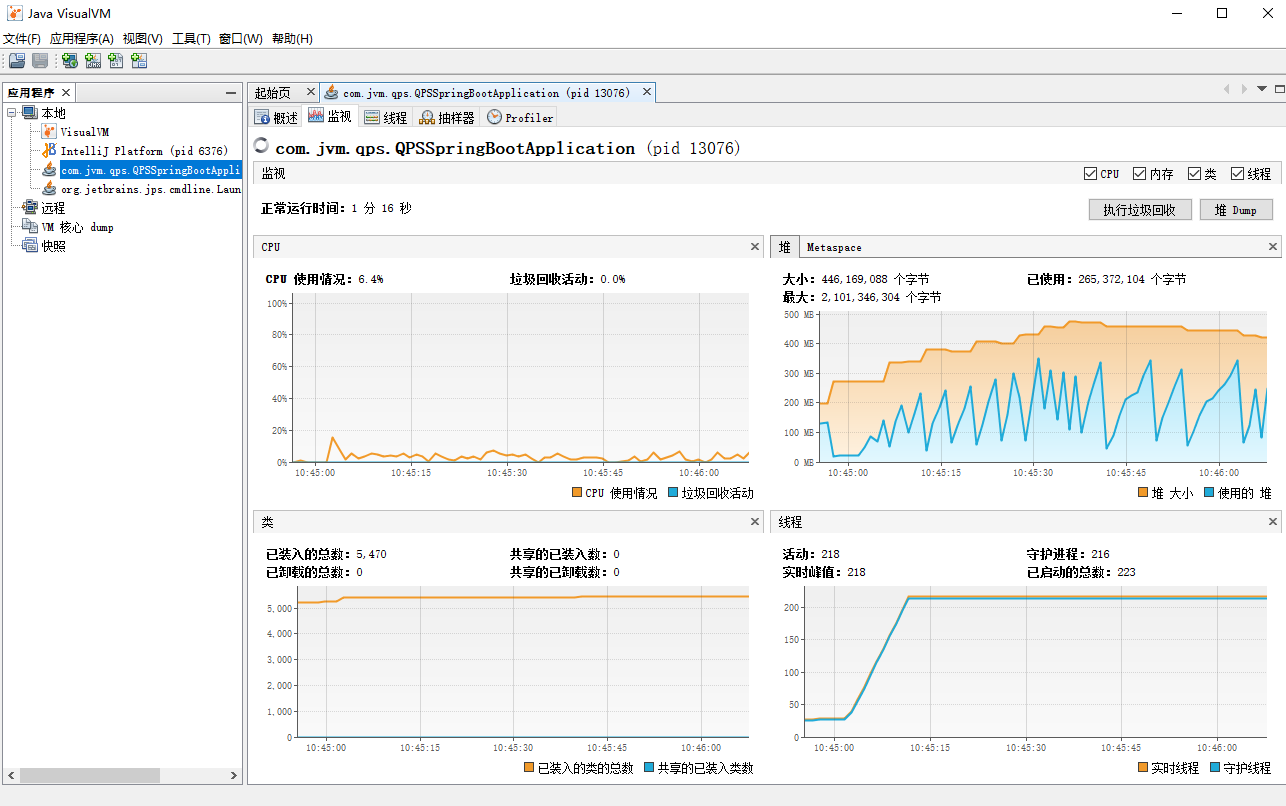 Java VisualVM
文件(F) 应用程序(A) 视图(V) 工具(T) 窗口(W) 帮助(H)
应用程序
本地
VisualVM
IntelliJ Platform (pid 6376)
com.jvm.qps.QPSSpringBootAppli
org.jetbrains.jps.cmdline.Laun
远程
VM 核心 dump
快照
起始页 com.jvm.qps.QPSSpringBootApplication (pid 13076)
概述 监视 线程 抽样器 Profiler
com.jvm.qps.QPSSpringBootApplication (pid 13076)
监视 CPU 内存 类 线程
正常运行时间: 1 分 16 秒 执行垃圾回收 堆 Dump
CPU
CPU 使用情况: 6.4% 垃圾回收活动: 0.0%
100%
80%
60%
40%
20%
0%
10:45:00 10:45:15 10:45:30 10:45:45 10:46:00
CPU 使用情况 垃圾回收活动
堆 Metaspace
大小: 446,169,088 个字节 已使用: 265,372,104 个字节
最大: 2,101,346,304 个字节
500 MB
400 MB
300 MB
200 MB
100 MB
0 MB
10:45:00 10:45:15 10:45:30 10:45:45 10:46:00
堆 大小 使用的 堆
类
已装入的总数: 5,470 共享的已装入数: 0
已卸载的总数: 0 共享的已卸载数: 0
5,000
4,000
3,000
2,000
1,000
0
10:45:00 10:45:15 10:45:30 10:45:45 10:46:00
已装入的类的总数 共享的已装入类数
线程
活动: 218 守护进程: 216
实时峰值: 218 已启动的总数: 223
200
150
100
50
0
10:45:00 10:45:15 10:45:30 10:45:45 10:46:00
实时线程 守护线程